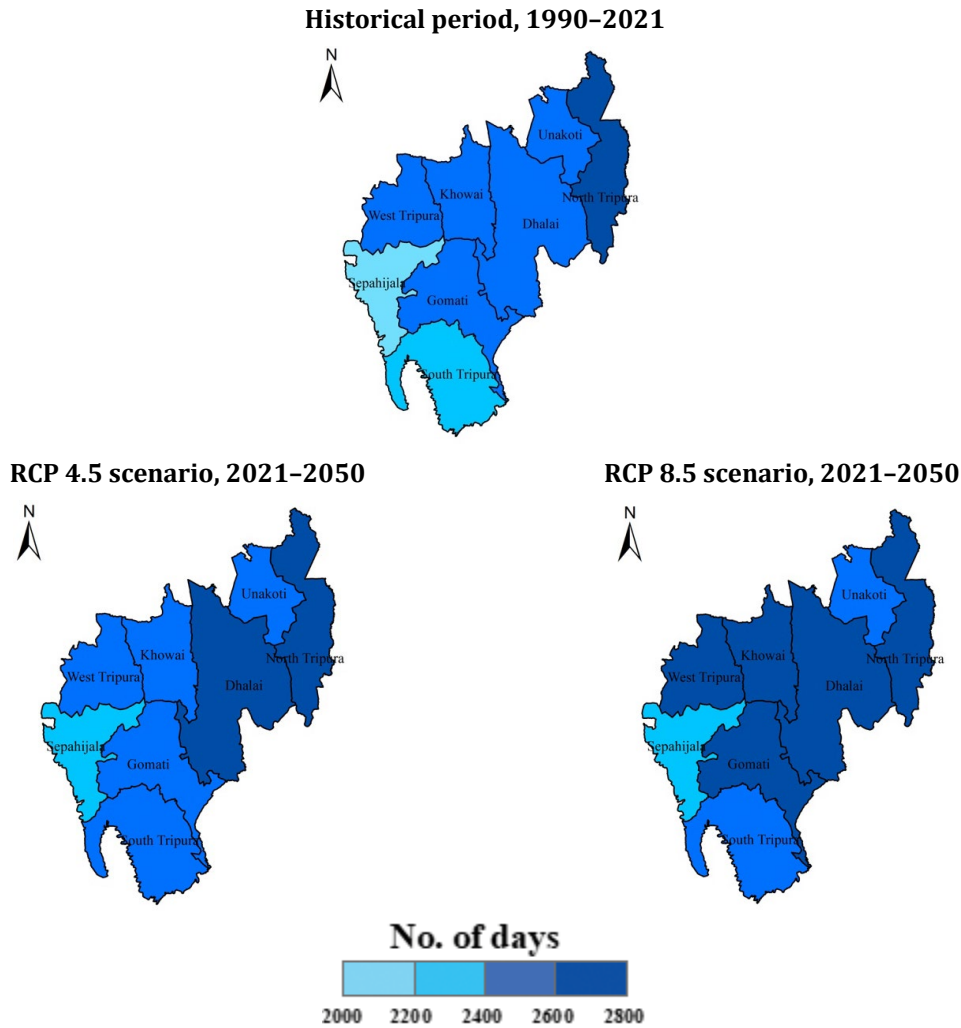 Historical period, 1990–2021
N
Unakoti
Khowai
North Tripura
West Tripura
Dhalai
Sepahijala
Gomati
South Tripura
RCP 4.5 scenario, 2021–2050
N
Unakoti
Khowai
North Tripura
West Tripura
Dhalai
Sepahijala
Gomati
South Tripura
RCP 8.5 scenario, 2021–2050
N
Unakoti
Khowai
North Tripura
West Tripura
Dhalai
Sepahijala
Gomati
South Tripura
No. of days
2000 2200 2400 2600 2800